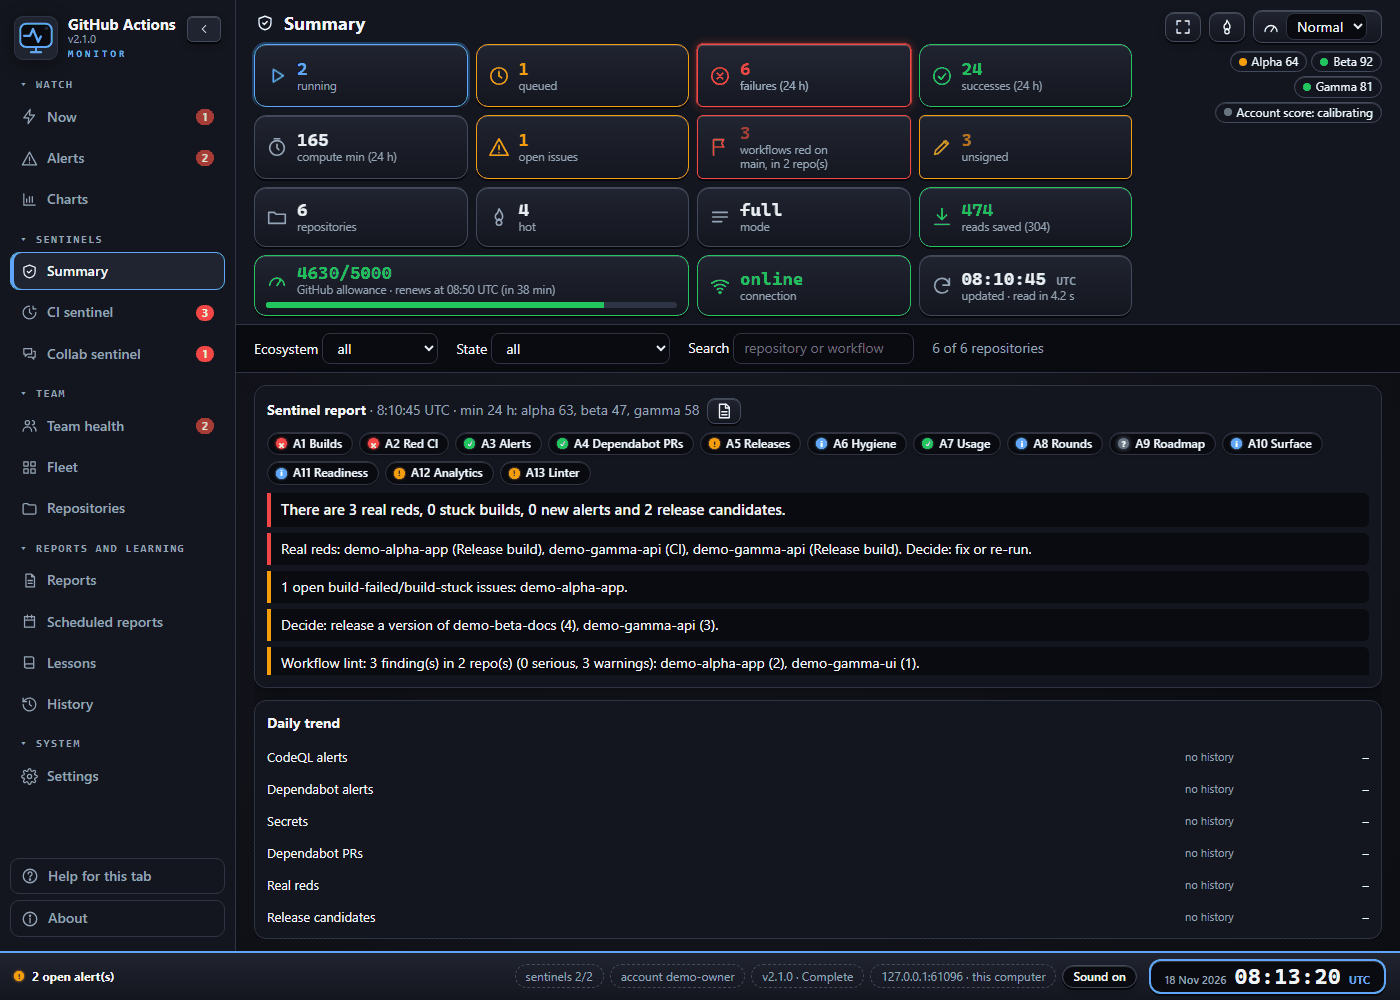 GitHub Actions
v2.1.0
MONITOR
WATCH
Now
1
Alerts
2
Charts
SENTINELS
Summary
CI sentinel
3
Collab sentinel
1
TEAM
Team health
2
Fleet
Repositories
REPORTS AND LEARNING
Reports
Scheduled reports
Lessons
History
SYSTEM
Settings
Help for this tab
About
Summary
Normal
Alpha 64
Beta 92
Gamma 81
Account score: calibrating
2
running
1
queued
6
failures (24 h)
24
successes (24 h)
165
compute min (24 h)
1
open issues
3
workflows red on
main, in 2 repo(s)
3
unsigned
6
repositories
4
hot
full
mode
474
reads saved (304)
4630/5000
GitHub allowance · renews at 08:50 UTC (in 38 min)
online
connection
08:10:45 UTC
updated · read in 4.2 s
Ecosystem
all
State
all
Search
repository or workflow
6 of 6 repositories
Sentinel report · 8:10:45 UTC · min 24 h: alpha 63, beta 47, gamma 58
A1 Builds
A2 Red CI
A3 Alerts
A4 Dependabot PRs
A5 Releases
A6 Hygiene
A7 Usage
A8 Rounds
A9 Roadmap
A10 Surface
A11 Readiness
A12 Analytics
A13 Linter
There are 3 real reds, 0 stuck builds, 0 new alerts and 2 release candidates.
Real reds: demo-alpha-app (Release build), demo-gamma-api (CI), demo-gamma-api (Release build). Decide: fix or re-run.
1 open build-failed/build-stuck issues: demo-alpha-app.
Decide: release a version of demo-beta-docs (4), demo-gamma-api (3).
Workflow lint: 3 finding(s) in 2 repo(s) (0 serious, 3 warnings): demo-alpha-app (2), demo-gamma-ui (1).
Daily trend
CodeQL alerts
no history
–
Dependabot alerts
no history
–
Secrets
no history
–
Dependabot PRs
no history
–
Real reds
no history
–
Release candidates
no history
–
2 open alert(s)
sentinels 2/2
account demo-owner
v2.1.0 · Complete
127.0.0.1:61096 · this computer
Sound on
18 Nov 2026 08:13:20 UTC